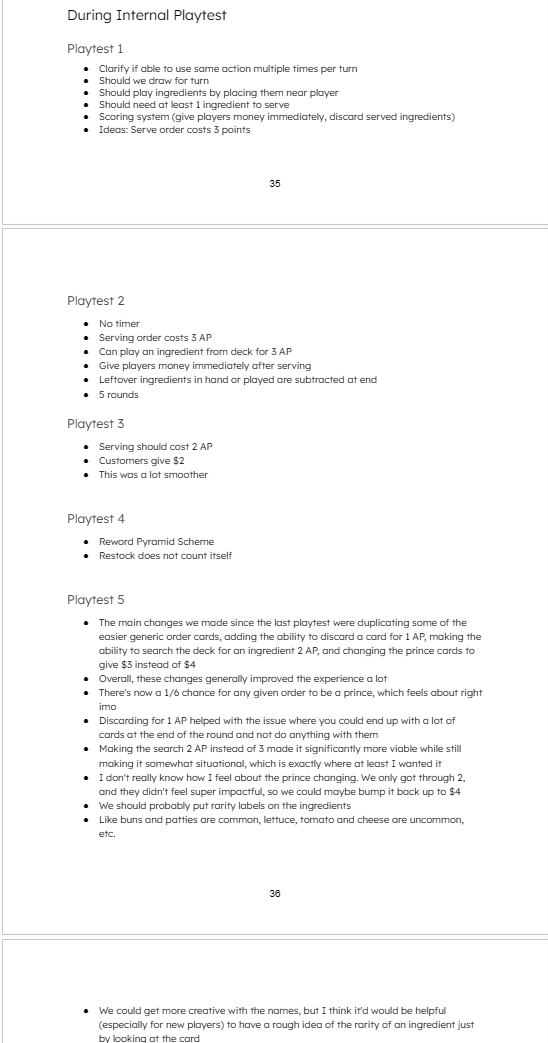 During Internal Playtest
Playtest 1
● Clarify if able to use same action multiple times per turn
● Should we draw for turn
● Should play ingredients by placing them near player
● Should need at least 1 ingredient to serve
● Scoring system (give players money immediately, discard served ingredients)
● Ideas: Serve order costs 3 points
35
Playtest 2
● No timer
● Serving order costs 3 AP
● Can play an ingredient from deck for 3 AP
● Give players money immediately after serving
● Leftover ingredients in hand or played are subtracted at end
● 5 rounds
Playtest 3
● Serving should cost 2 AP
● Customers give $2
● This was a lot smoother
Playtest 4
● Reword Pyramid Scheme
● Restock does not count itself
Playtest 5
● The main changes we made since the last playtest were duplicating some of the
easier generic order cards, adding the ability to discard a card for 1 AP, making the
ability to search the deck for an ingredient 2 AP, and changing the prince cards to
give $3 instead of $4
● Overall, these changes generally improved the experience a lot
● There's now a 1/6 chance for any given order to be a prince, which feels about right
imo
● Discarding for 1 AP helped with the issue where you could end up with a lot of
cards at the end of the round and not do anything with them
● Making the search 2 AP instead of 3 made it significantly more viable while still
making it somewhat situational, which is exactly where at least I wanted it
● I don't really know how I feel about the prince changing. We only got through 2,
and they didn't feel super impactful, so we could maybe bump it back up to $4
● We should probably put rarity labels on the ingredients
● Like buns and patties are common, lettuce, tomato and cheese are uncommon,
etc.
36
● We could get more creative with the names, but I think it'd would be helpful
(especially for new players) to have a rough idea of the rarity of an ingredient just
by looking at the card